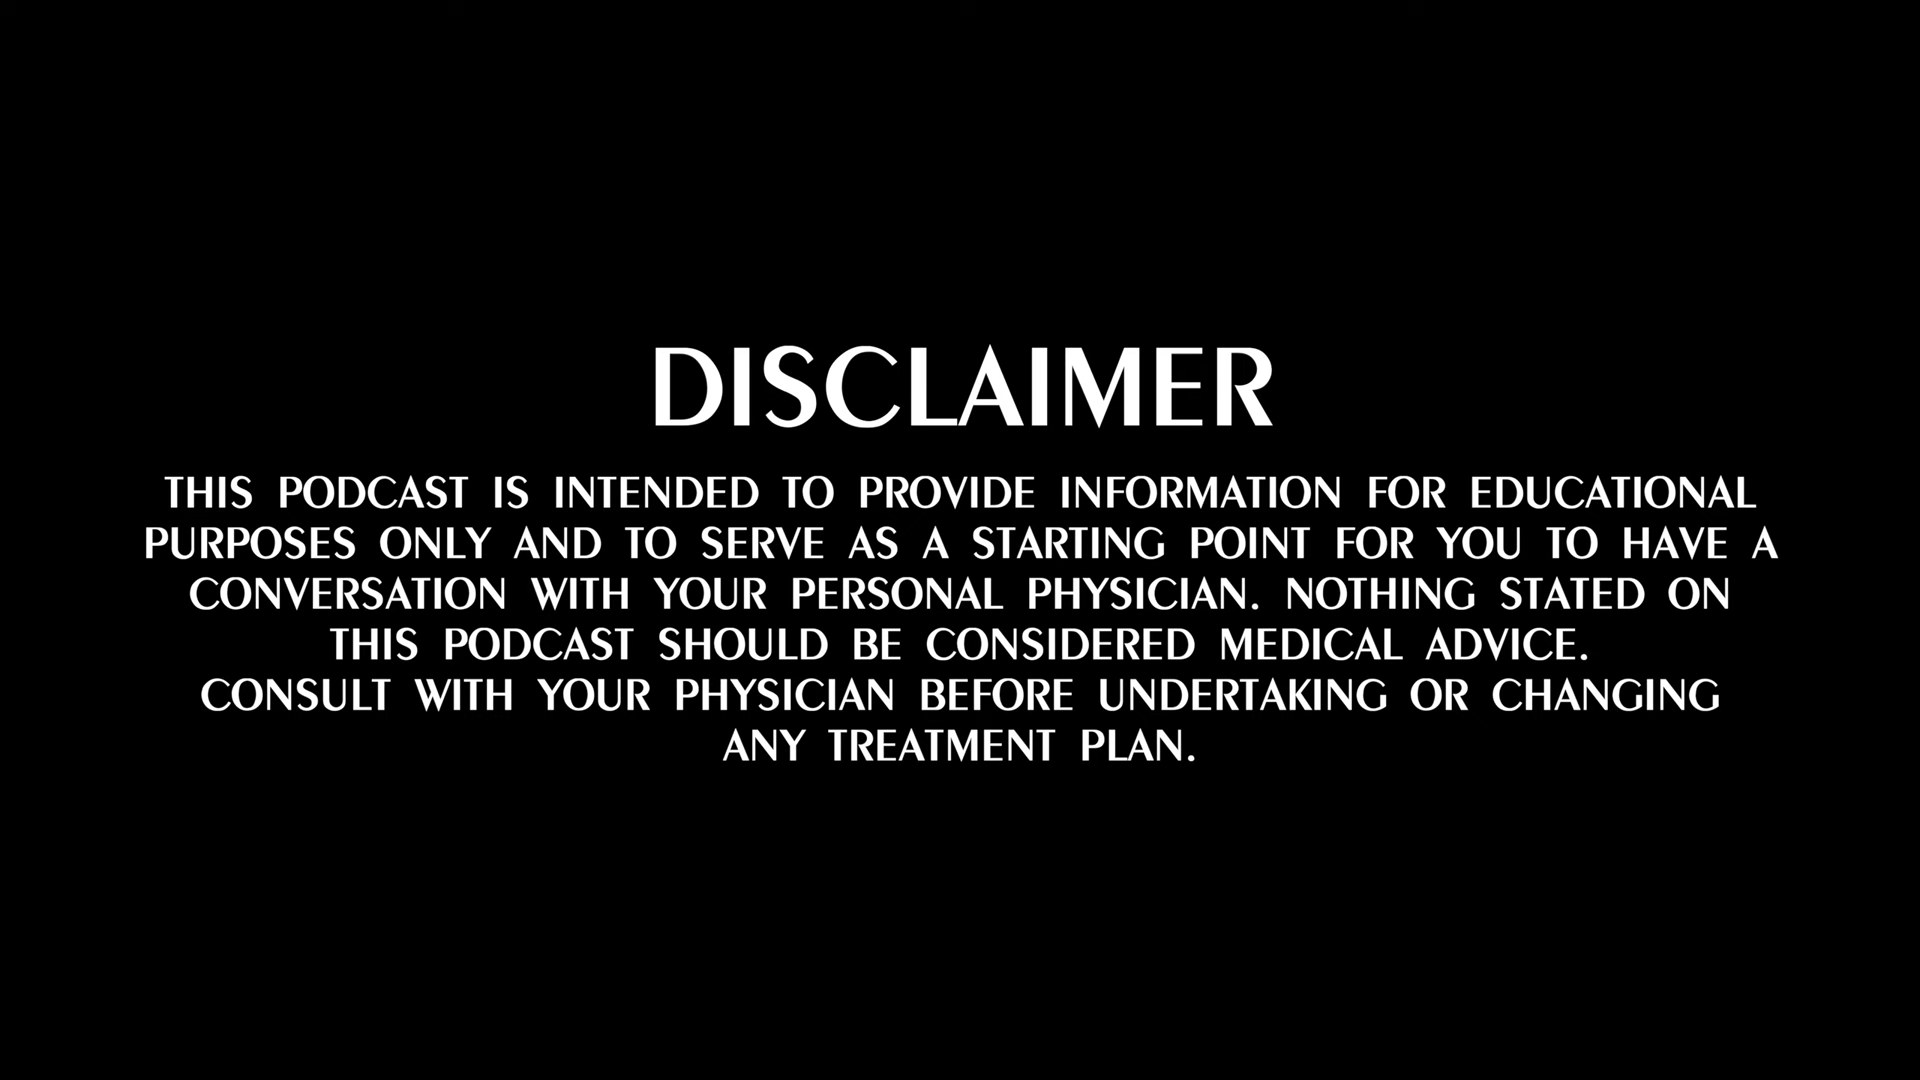 DISCLAIMER
THIS PODCAST IS INTENDED TO PROVIDE INFORMATION FOR EDUCATIONAL
PURPOSES ONLY AND TO SERVE AS A STARTING POINT FOR YOU TO HAVE A
CONVERSATION WITH YOUR PERSONAL PHYSICIAN. NOTHING STATED ON
THIS PODCAST SHOULD BE CONSIDERED MEDICAL ADVICE.
CONSULT WITH YOUR PHYSICIAN BEFORE UNDERTAKING OR CHANGING
ANY TREATMENT PLAN.